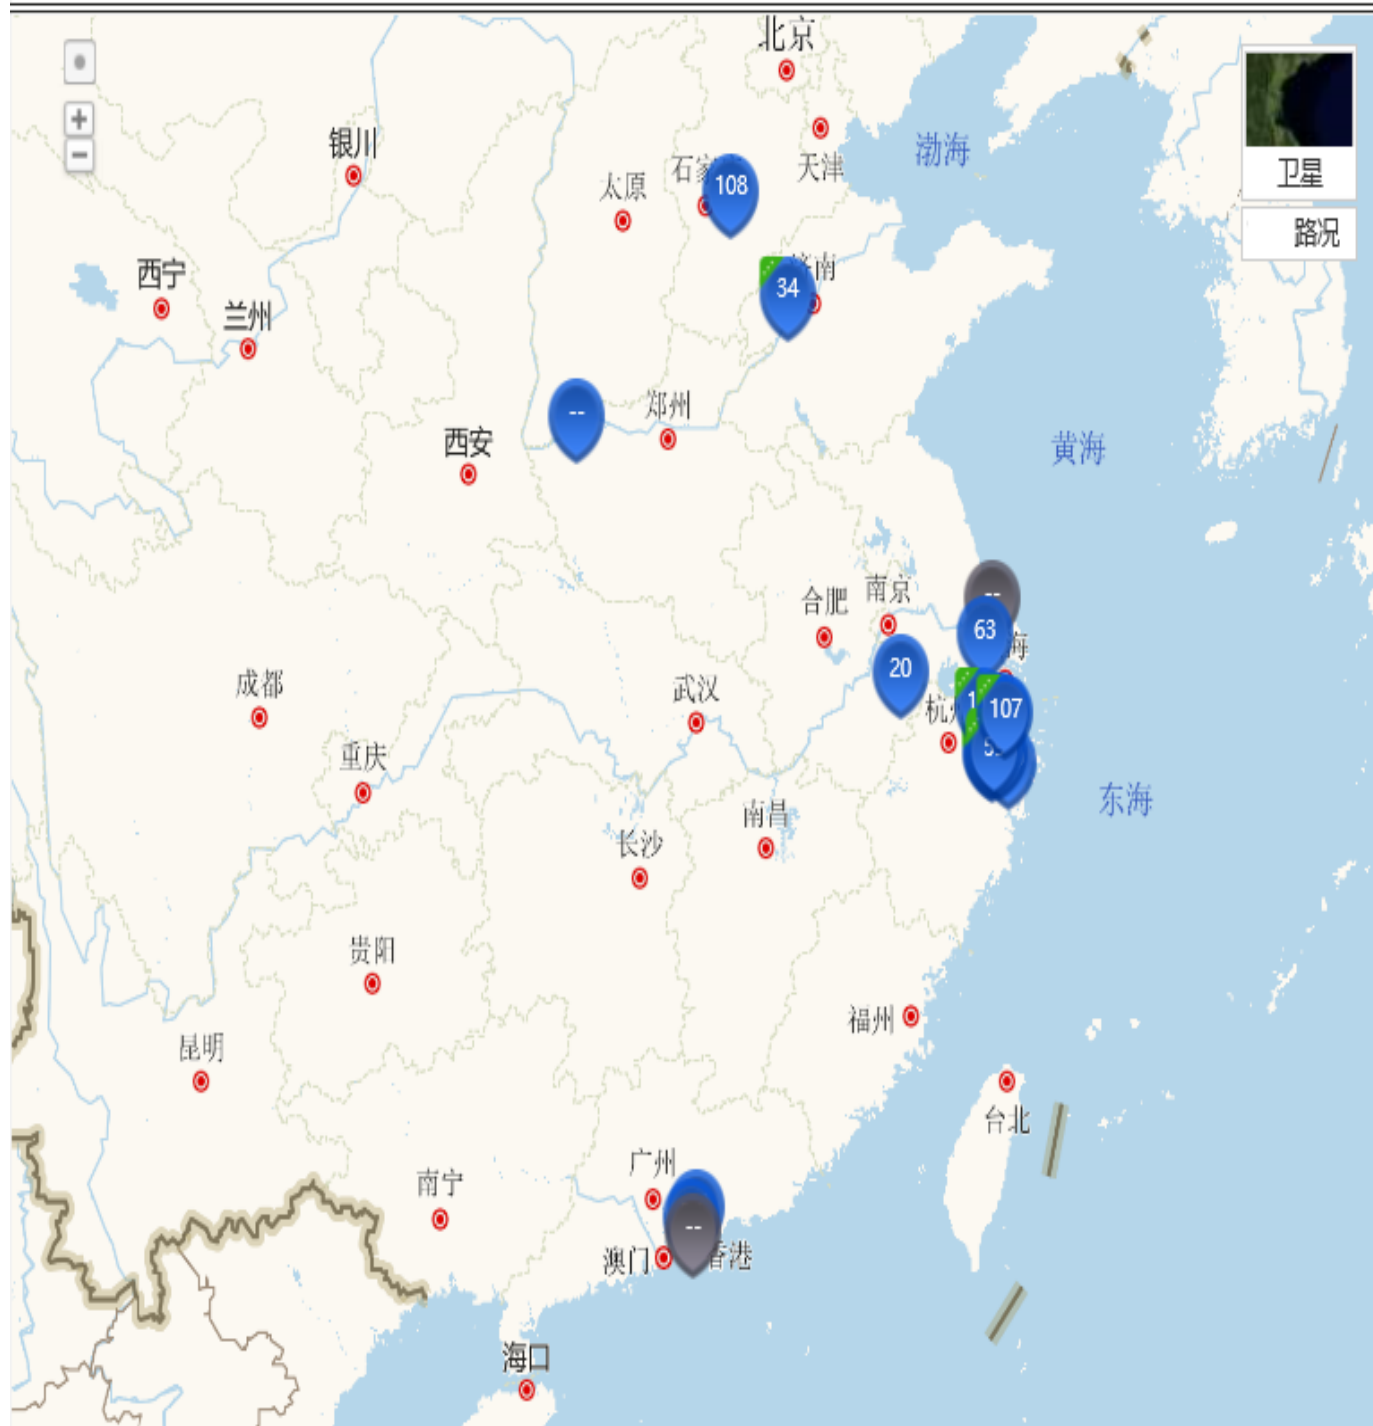 北京
渤海
卫星
银川
石家
108
天津
太原
路况
西宁
济南
34
兰州
--
郑州
西安
黄海
--
合肥
南京
63
海
20
成都
武汉
杭州
1
107
5
重庆
东海
南昌
长沙
贵阳
福州
昆明
台北
广州
南宁
--
澳门
香港
海口